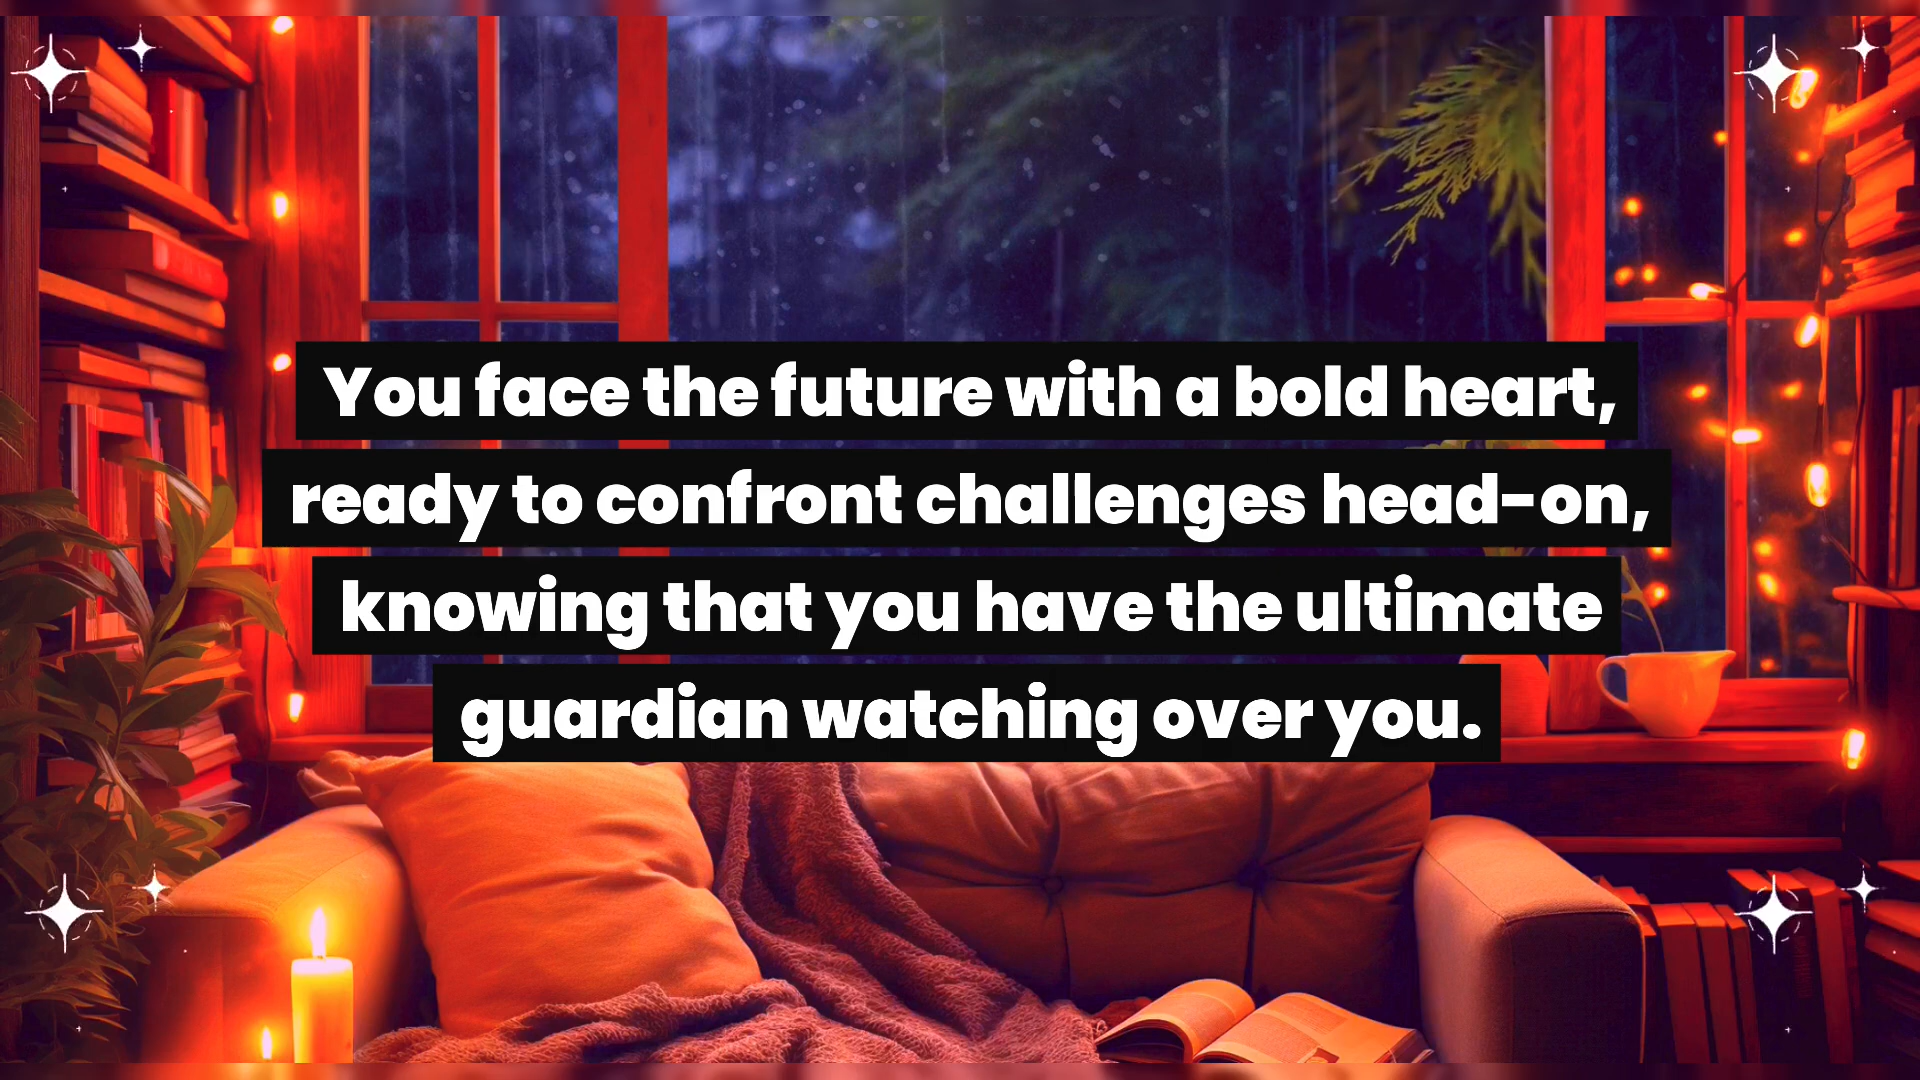 You face the future with a bold heart,
ready to confront challenges head-on,
knowing that you have the ultimate
guardian watching over you.